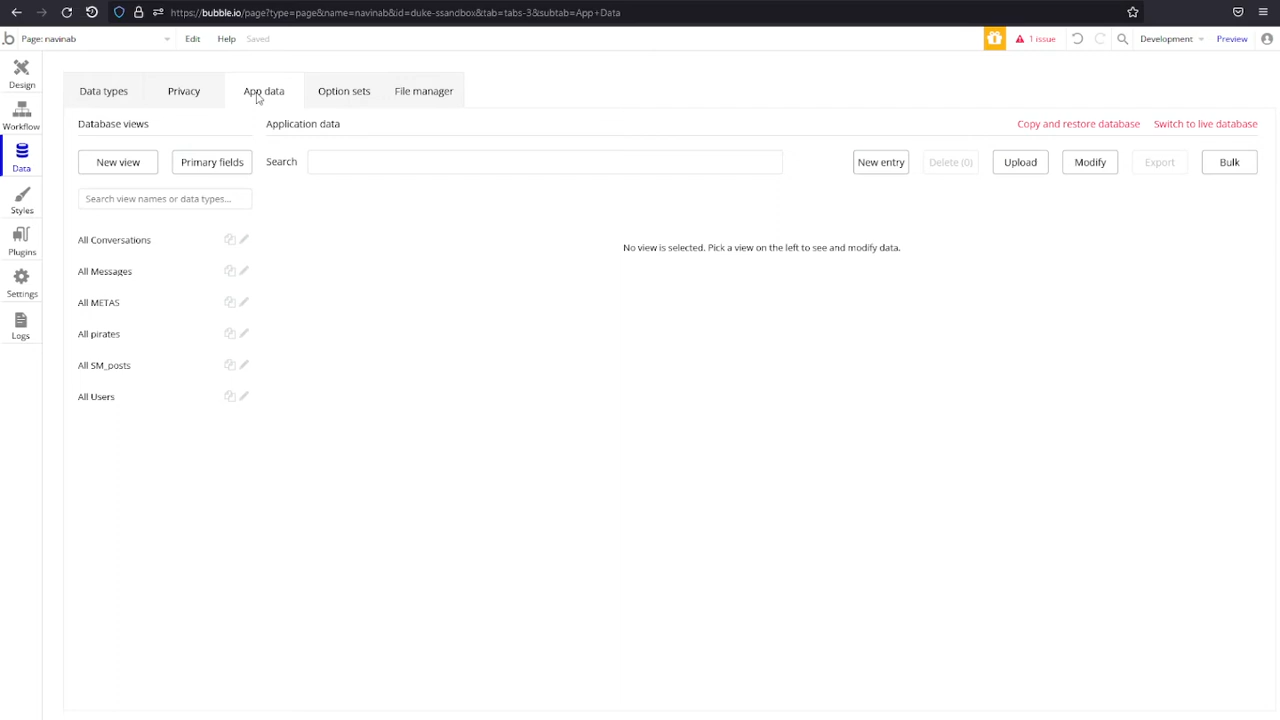 https://bubble.io/page?type=page&name=navinab&id=duke-ssandbox&tab=tabs-3&subtab=App+Data
Page: navinab
Edit
Help
Saved
1 issue
Development
Preview
Design
Workflow
Data
Styles
Plugins
Settings
Logs
Data types
Privacy
App data
Option sets
File manager
Database views
Application data
Copy and restore database
Switch to live database
New view
Primary fields
Search
New entry
Delete (0)
Upload
Modify
Export
Bulk
Search view names or data types...
All Conversations
All Messages
All METAS
All pirates
All SM_posts
All Users
No view is selected. Pick a view on the left to see and modify data.